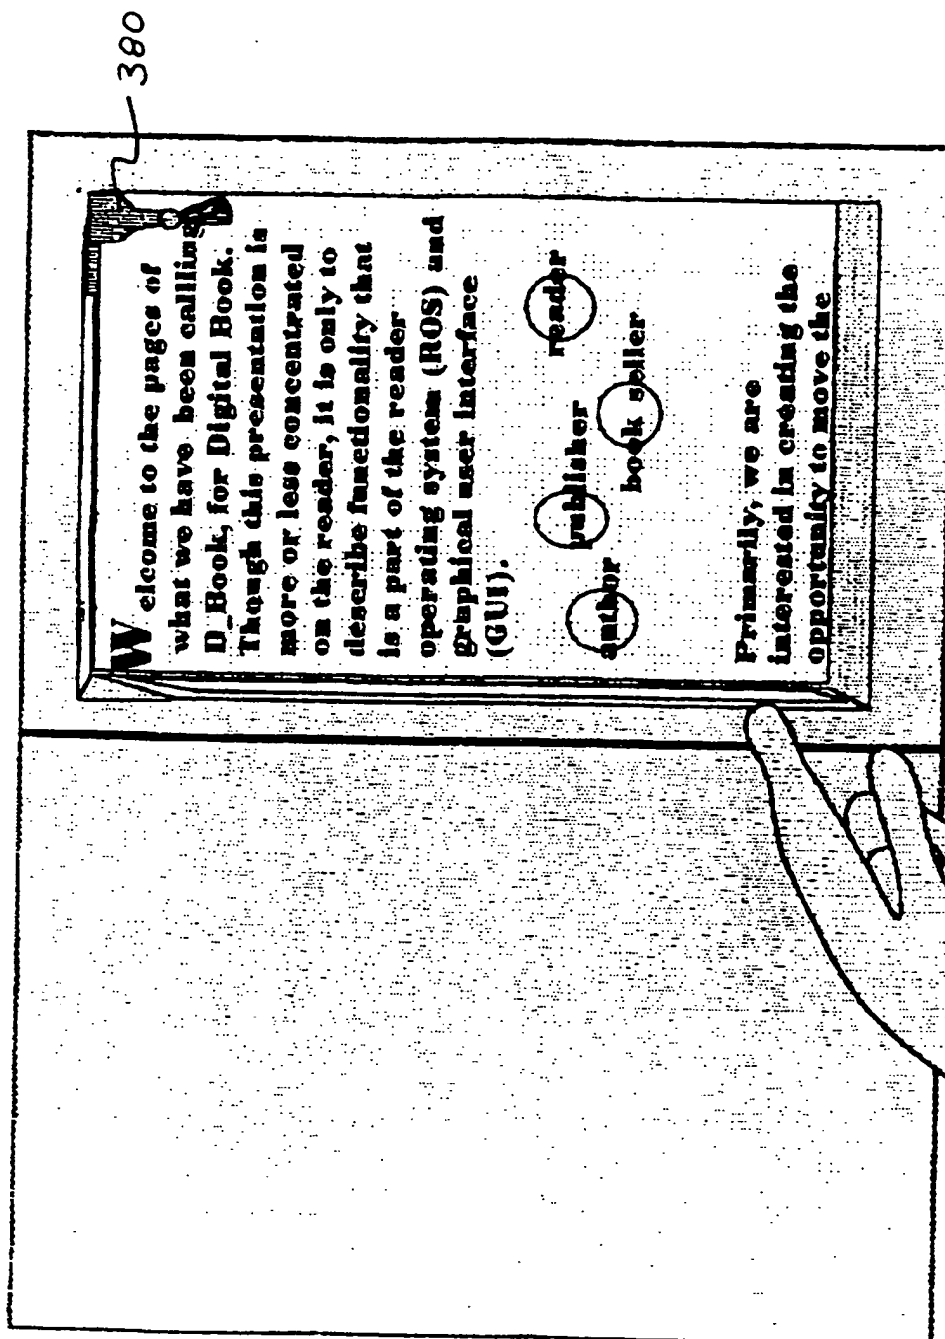 380
Welcome to the pages of
what we have been callling
D_Book, for Digital Book.
Though this presentation is
more or less concentrated
on the reader, it is only to
describe functionality that
is a part of the reader
operating system (ROS) and
graphical user interface
(GUI).
author publisher reader
book seller
Primarily, we are
interested in creating the
opportunity to move the